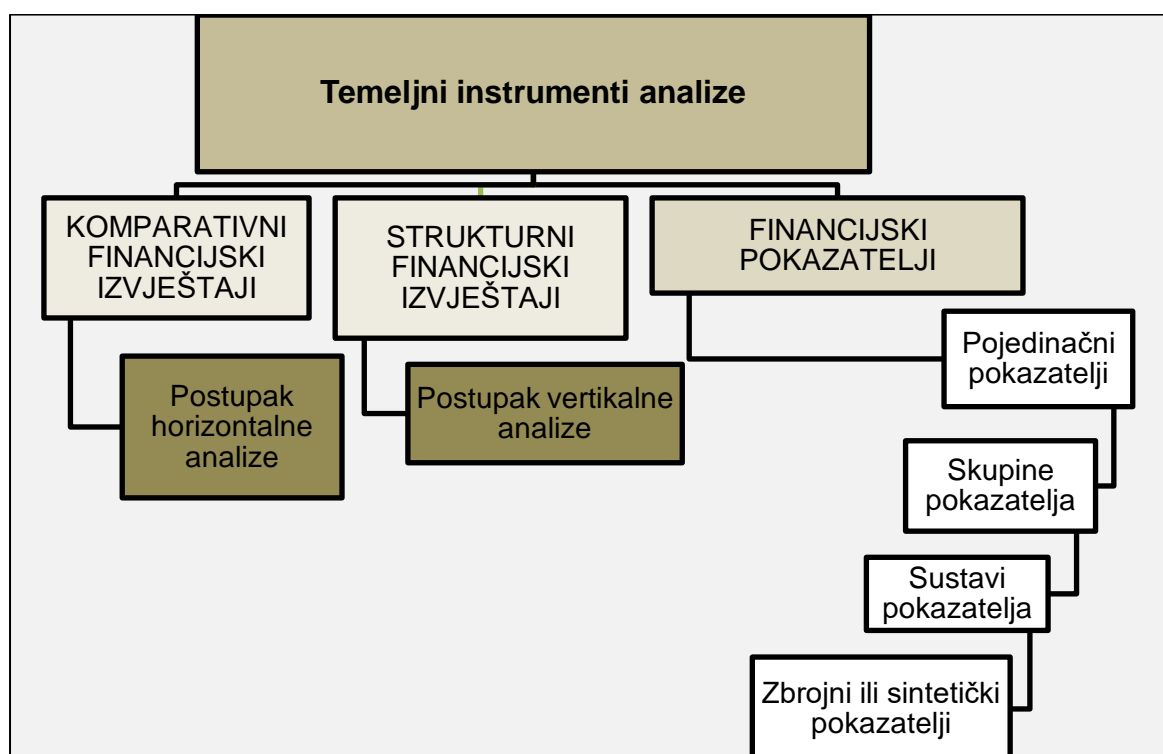 Temeljni instrumenti analize
KOMPARATIVNI
FINANCIJSKI
IZVJEŠTAJI
STRUKTURNI
FINANCIJSKI
IZVJEŠTAJI
FINANCIJSKI
POKAZATELJI
Postupak
horizontalne
analize
Postupak vertikalne
analize
Pojedinačni
pokazatelji
Skupine
pokazatelja
Sustavi
pokazatelja
Zbrojni ili sintetički
pokazatelji